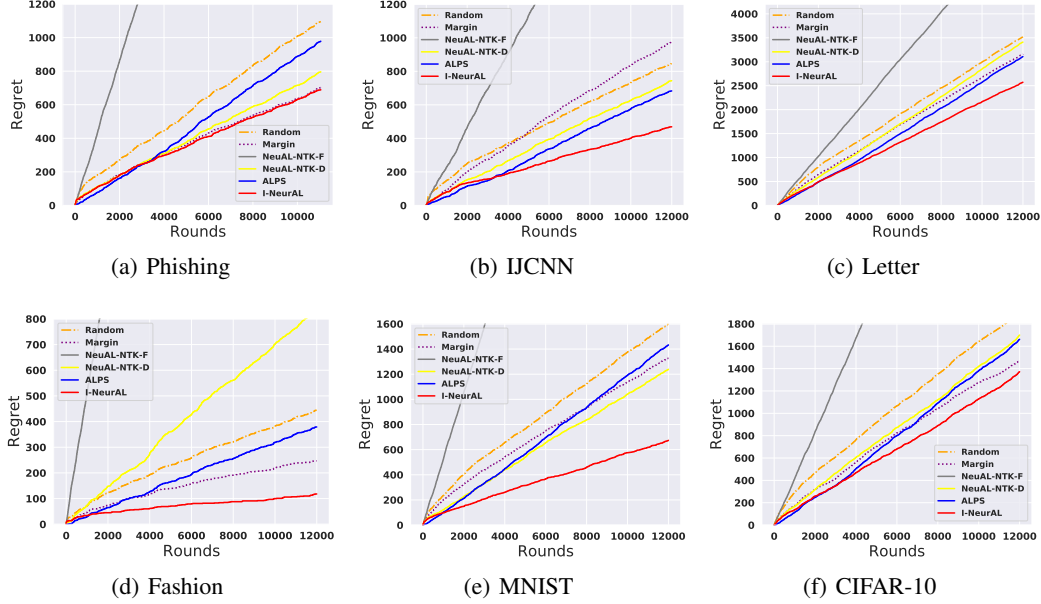 1200
1000
800
600
400
200
0
Regret
Random
Margin
NeuAL-NTK-F
NeuAL-NTK-D
ALPS
I-NeurAL
0 2000 4000 6000 8000 10000
Rounds
(a) Phishing
1200
1000
800
600
400
200
0
Regret
Random
Margin
NeuAL-NTK-F
NeuAL-NTK-D
ALPS
I-NeurAL
0 2000 4000 6000 8000 10000 12000
Rounds
(b) IJCNN
4000
3500
3000
2500
2000
1500
1000
500
0
Regret
Random
Margin
NeuAL-NTK-F
NeuAL-NTK-D
ALPS
I-NeurAL
0 2000 4000 6000 8000 10000 12000
Rounds
(c) Letter
800
700
600
500
400
300
200
100
0
Regret
Random
Margin
NeuAL-NTK-F
NeuAL-NTK-D
ALPS
I-NeurAL
0 2000 4000 6000 8000 10000 12000
Rounds
(d) Fashion
1600
1400
1200
1000
800
600
400
200
0
Regret
Random
Margin
NeuAL-NTK-F
NeuAL-NTK-D
ALPS
I-NeurAL
0 2000 4000 6000 8000 10000 12000
Rounds
(e) MNIST
1800
1600
1400
1200
1000
800
600
400
200
0
Regret
Random
Margin
NeuAL-NTK-F
NeuAL-NTK-D
ALPS
I-NeurAL
0 2000 4000 6000 8000 10000 12000
Rounds
(f) CIFAR-10